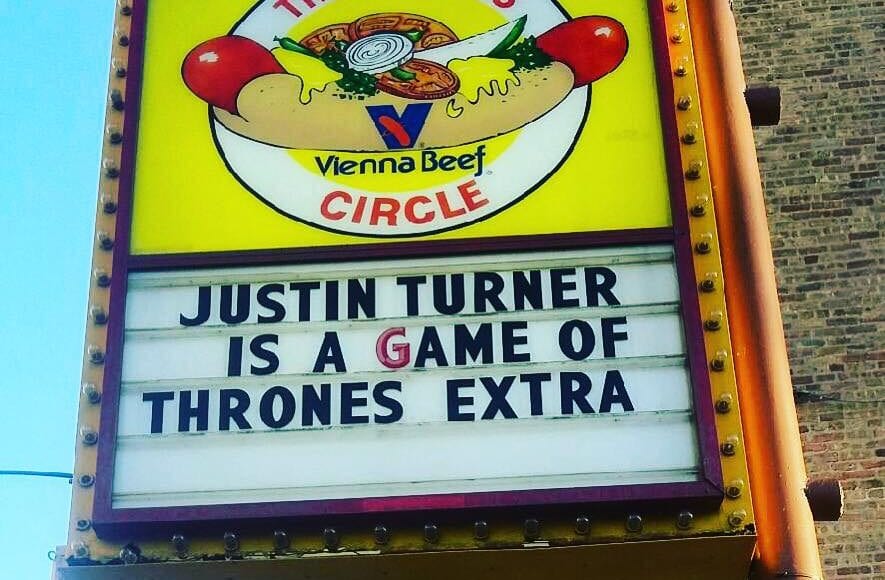 V
Vienna Beef
CIRCLE
JUSTIN TURNER
IS A GAME OF
THRONES EXTRA